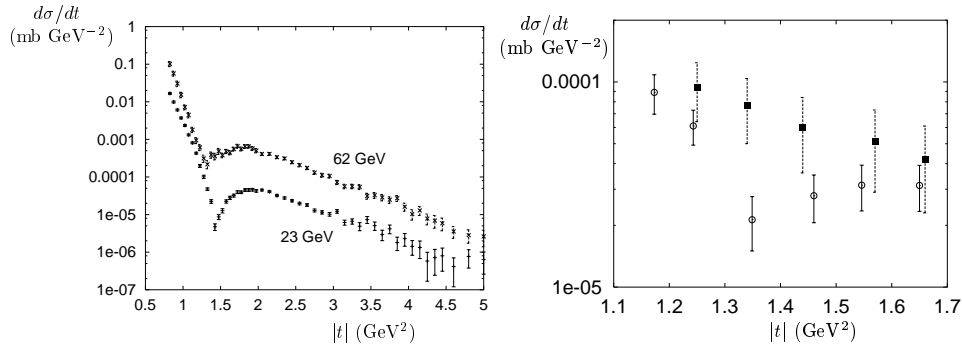 dσ/dt
(mb GeV⁻²)
1
0.1
0.01
0.001
0.0001
1e-05
1e-06
1e-07
62 GeV
23 GeV
0.5 1 1.5 2 2.5 3 3.5 4 4.5 5
|t| (GeV²)
dσ/dt
(mb GeV⁻²)
0.0001
1e-05
1.1 1.2 1.3 1.4 1.5 1.6 1.7
|t| (GeV²)